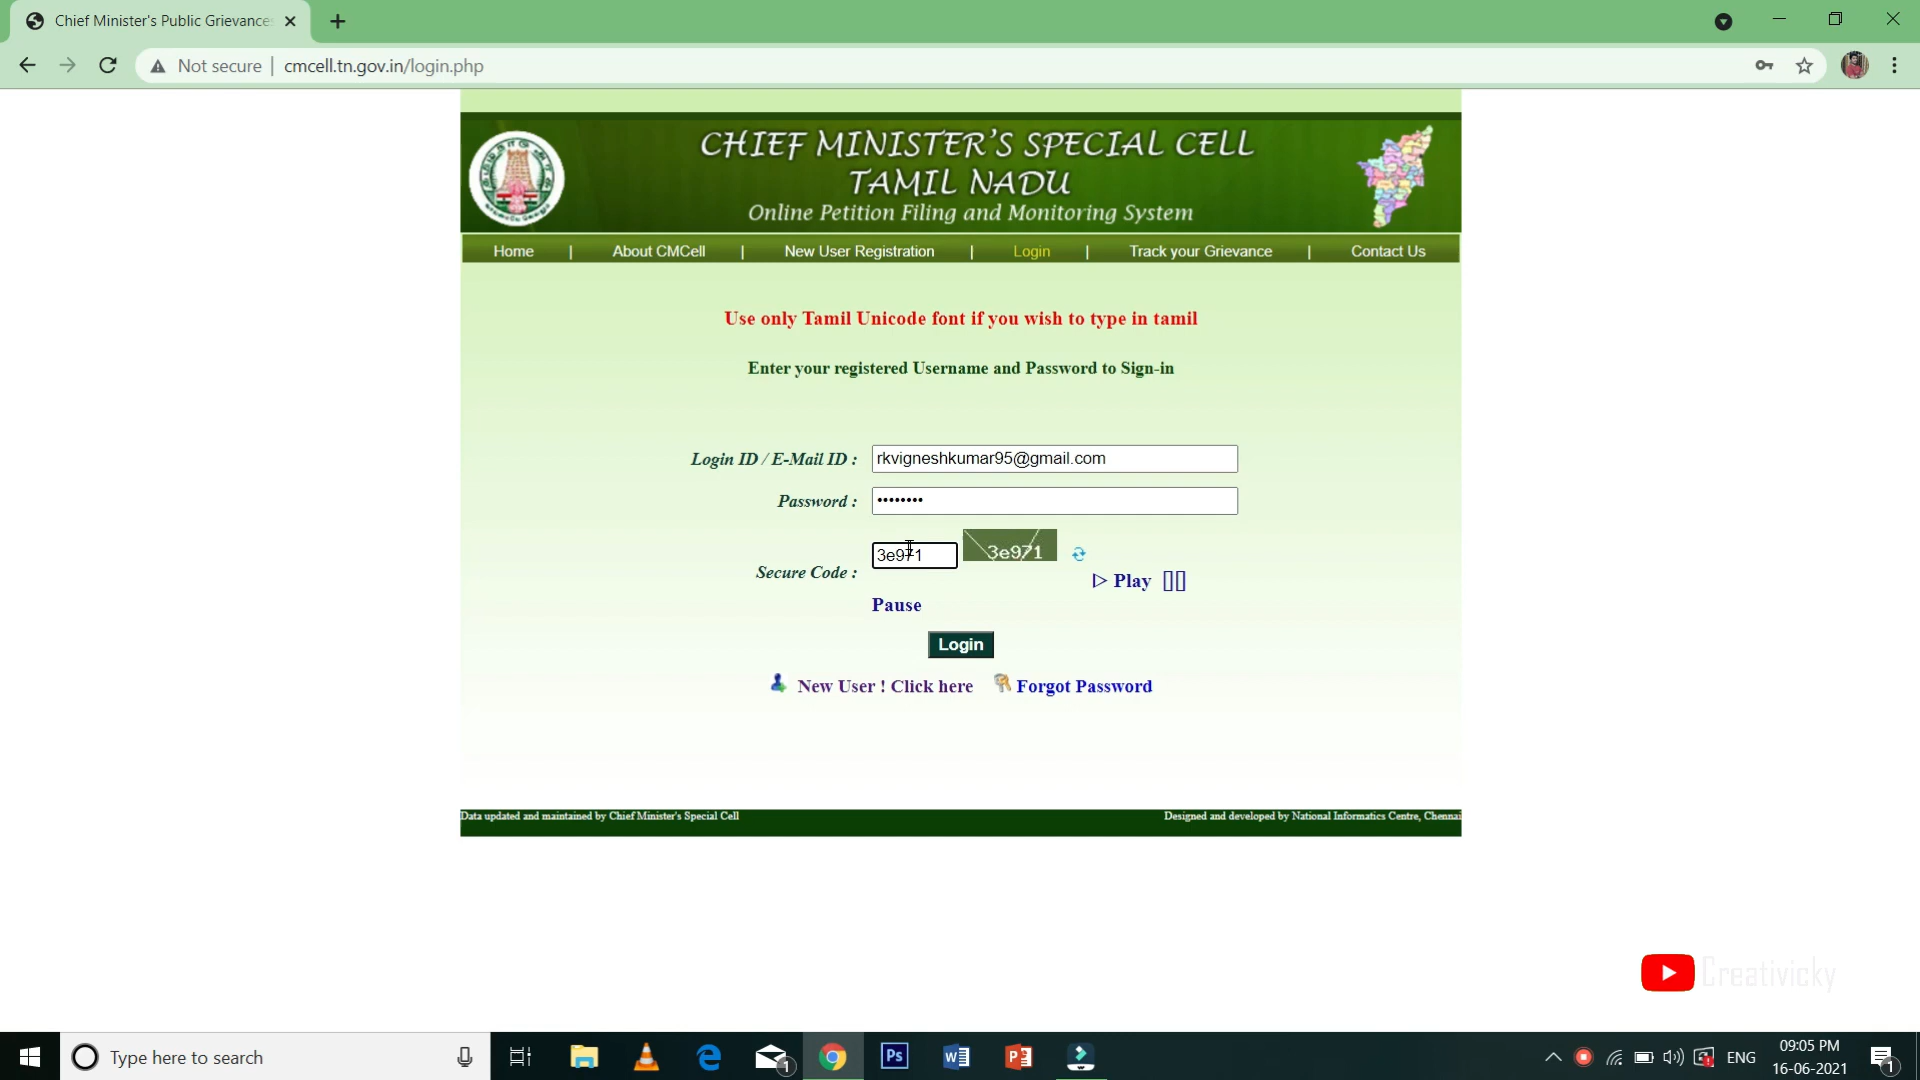 Chief Minister's Public Grievances
Not secure | cmcell.tn.gov.in/login.php
CHIEF MINISTER'S SPECIAL CELL
TAMIL NADU
Online Petition Filing and Monitoring System
Home | About CMCell | New User Registration | Login | Track your Grievance | Contact Us
Use only Tamil Unicode font if you wish to type in tamil
Enter your registered Username and Password to Sign-in
Login ID / E-Mail ID : rkvigneshkumar95@gmail.com
Password : ••••••••
Secure Code : 3e971 3e971
▷ Play [][]
Pause
Login
New User ! Click here Forgot Password
Data updated and maintained by Chief Minister's Special Cell Designed and developed by National Informatics Centre, Chennai
Creativicky
Type here to search 1 Ps ENG 09:05 PM
16-06-2021 1